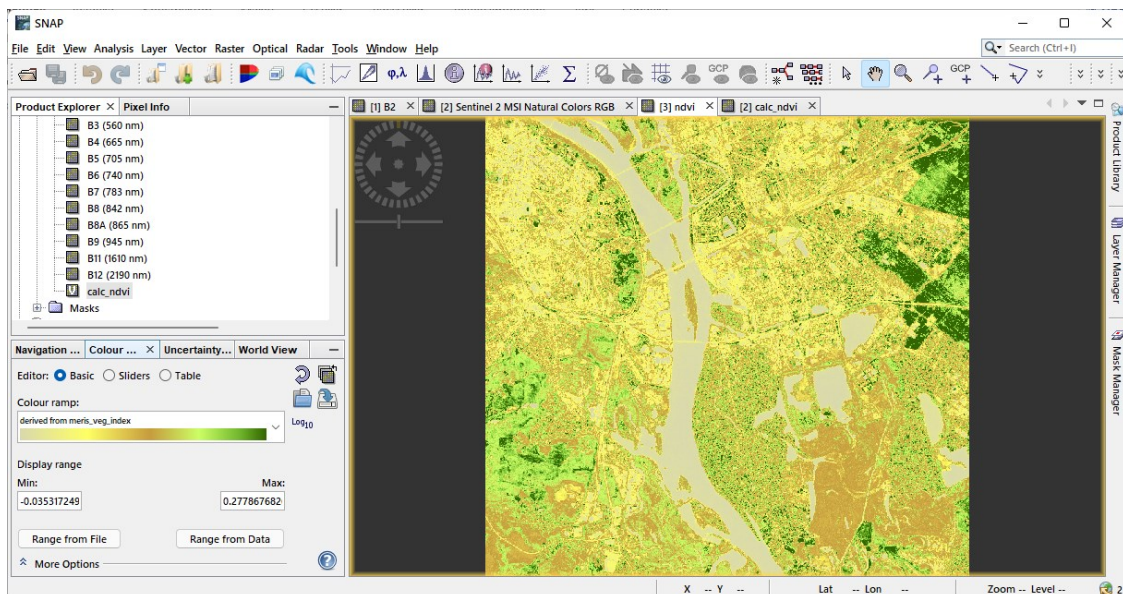 SNAP
File Edit View Analysis Layer Vector Raster Optical Radar Tools Window Help
Search (Ctrl+I)
φ,λ
Σ
GCP
GCP
Product Explorer × Pixel Info
[1] B2 × [2] Sentinel 2 MSI Natural Colors RGB × [3] ndvi × [2] calc_ndvi ×
B3 (560 nm)
B4 (665 nm)
B5 (705 nm)
B6 (740 nm)
B7 (783 nm)
B8 (842 nm)
B8A (865 nm)
B9 (945 nm)
B11 (1610 nm)
B12 (2190 nm)
V calc_ndvi
Masks
Navigation ... Colour ... × Uncertainty... World View
Editor: Basic Sliders Table
Colour ramp:
derived from meris_veg_index
Log10
Display range
Min: Max:
-0.035317249 0.277867682
Range from File Range from Data
More Options
?
Product Library
Layer Manager
Mask Manager
X -- Y -- Lat -- Lon -- Zoom -- Level --
2